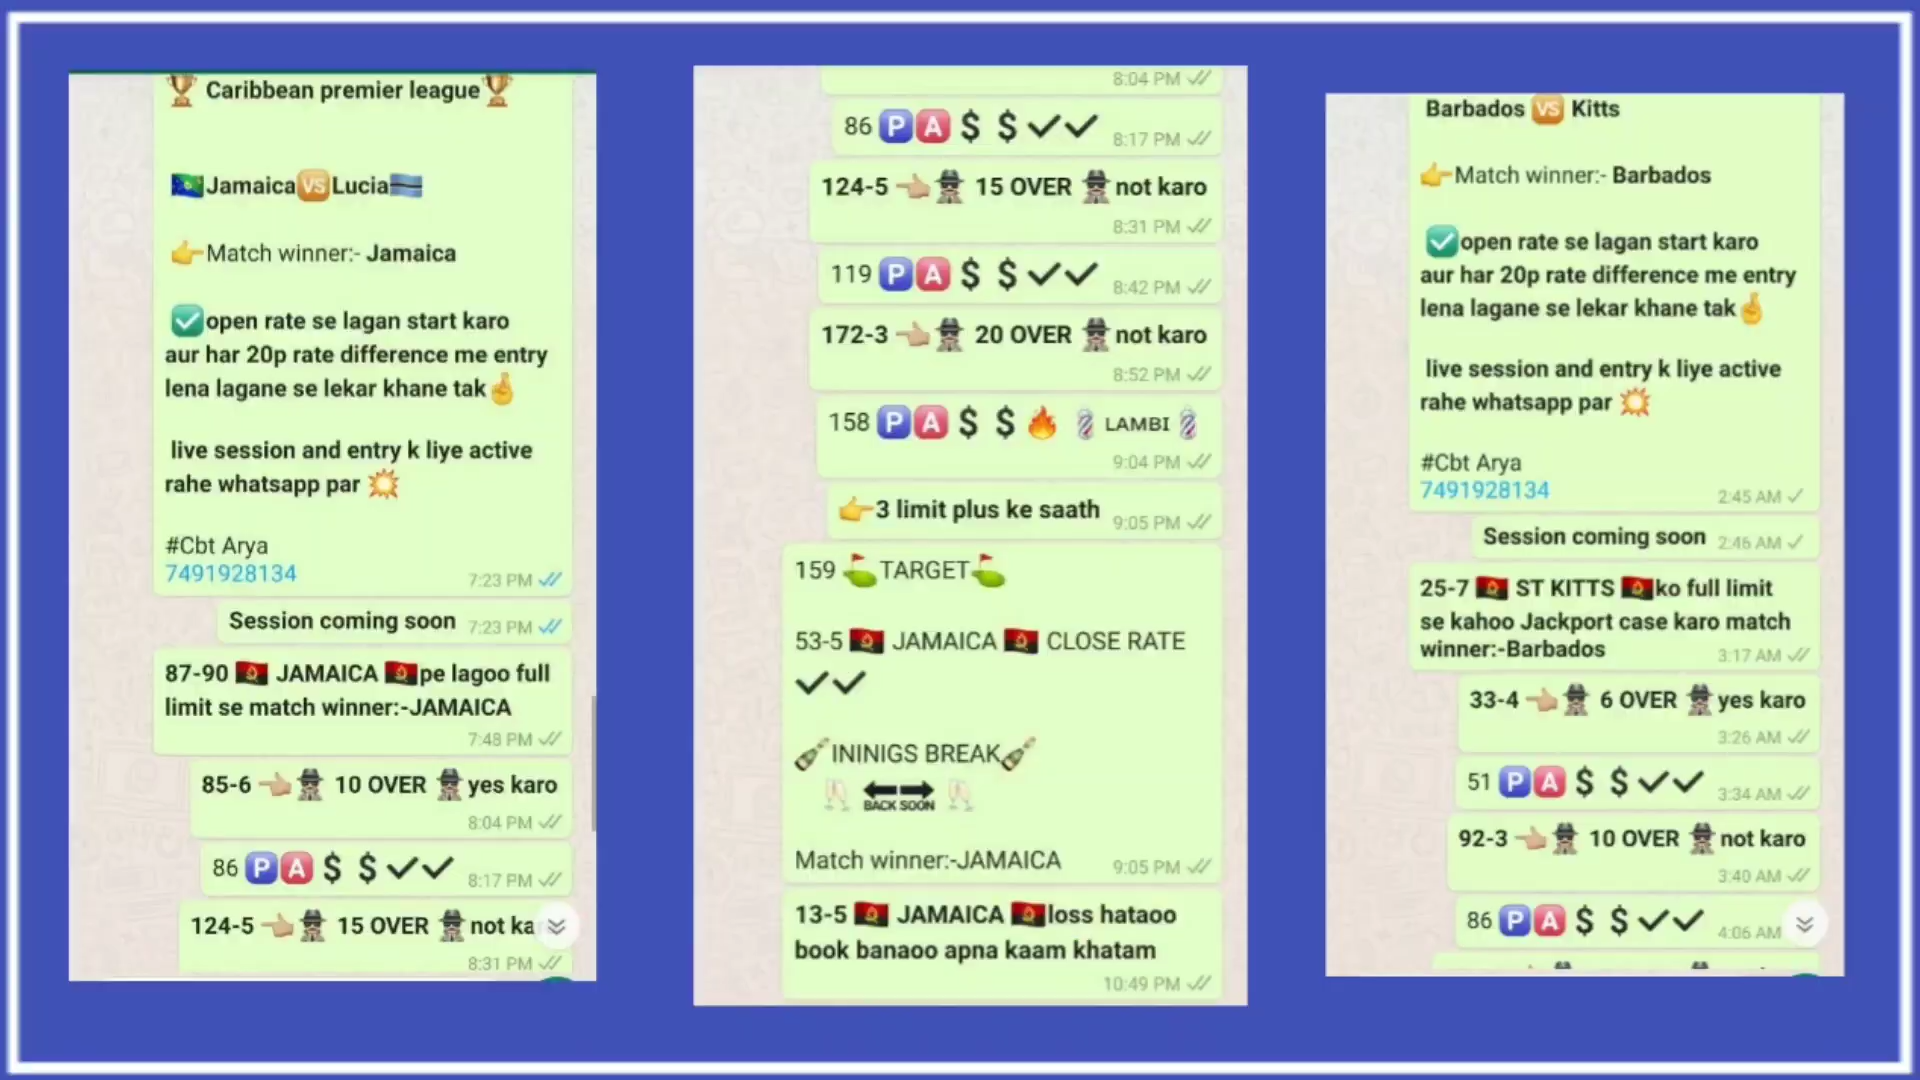 Caribbean premier league
Jamaica VS Lucia
Match winner:- Jamaica
open rate se lagan start karo
aur har 20p rate difference me entry
lena lagane se lekar khane tak
live session and entry k liye active
rahe whatsapp par
#Cbt Arya
7491928134
7:23 PM
Session coming soon 7:23 PM
87-90 JAMAICA pe lagoo full
limit se match winner:-JAMAICA
7:48 PM
85-6 10 OVER yes karo
8:04 PM
86 P A $ $ 8:17 PM
124-5 15 OVER not ka
8:31 PM
8:04 PM
86 P A $ $ 8:17 PM
124-5 15 OVER not karo
8:31 PM
119 P A $ $ 8:42 PM
172-3 20 OVER not karo
8:52 PM
158 P A $ $ LAMBI
9:04 PM
3 limit plus ke saath 9:05 PM
159 TARGET
53-5 JAMAICA CLOSE RATE
ININIGS BREAK
BACK SOON
Match winner:-JAMAICA 9:05 PM
13-5 JAMAICA loss hataoo
book banaoo apna kaam khatam
10:49 PM
Barbados VS Kitts
Match winner:- Barbados
open rate se lagan start karo
aur har 20p rate difference me entry
lena lagane se lekar khane tak
live session and entry k liye active
rahe whatsapp par
#Cbt Arya
7491928134
2:45 AM
Session coming soon 2:46 AM
25-7 ST KITTS ko full limit
se kahoo Jackport case karo match
winner:-Barbados 3:17 AM
33-4 6 OVER yes karo
3:26 AM
51 P A $ $ 3:34 AM
92-3 10 OVER not karo
3:40 AM
86 P A $ $ 4:06 AM